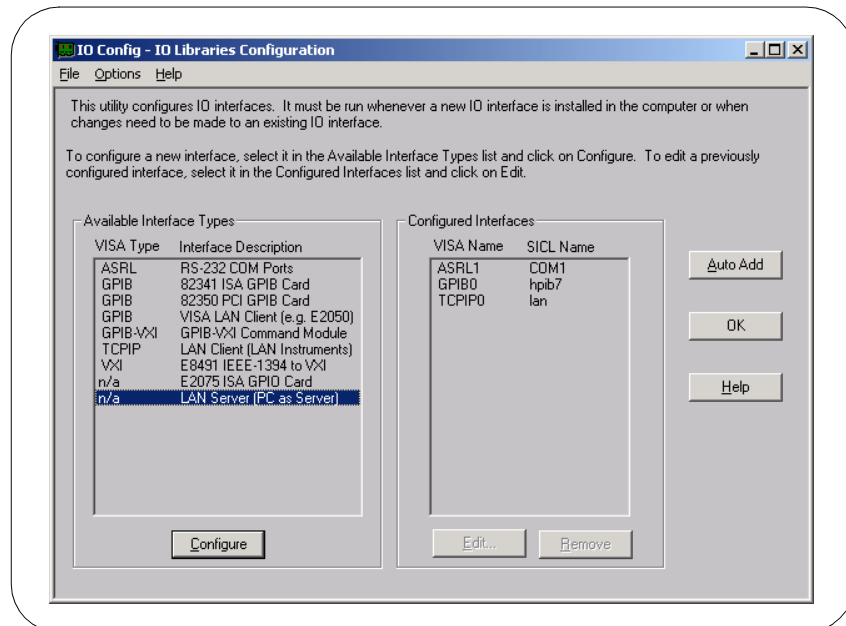 IO Config - IO Libraries Configuration
File Options Help
This utility configures IO interfaces. It must be run whenever a new IO interface is installed in the computer or when
changes need to be made to an existing IO interface.
To configure a new interface, select it in the Available Interface Types list and click on Configure. To edit a previously
configured interface, select it in the Configured Interfaces list and click on Edit.
Available Interface Types
VISA Type Interface Description
ASRL RS-232 COM Ports
GPIB 82341 ISA GPIB Card
GPIB 82350 PCI GPIB Card
GPIB VISA LAN Client (e.g. E2050)
GPIB-VXI GPIB-VXI Command Module
TCPIP LAN Client (LAN Instruments)
VXI E8491 IEEE-1394 to VXI
n/a E2075 ISA GPIO Card
n/a LAN Server (PC as Server)
Configure
Configured Interfaces
VISA Name SICL Name
ASRL1 COM1
GPIB0 hpib7
TCPIP0 lan
Edit... Remove
Auto Add
OK
Help